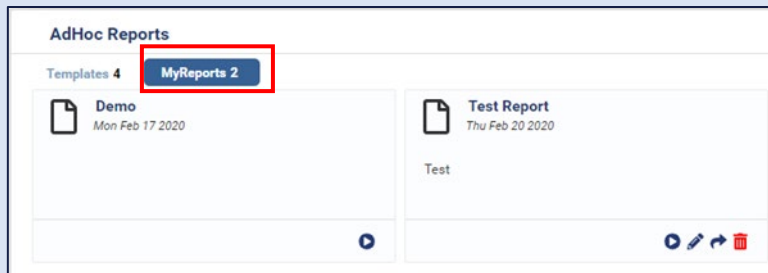 AdHoc Reports
Templates 4 MyReports 2
Demo
Mon Feb 17 2020
Test Report
Thu Feb 20 2020
Test